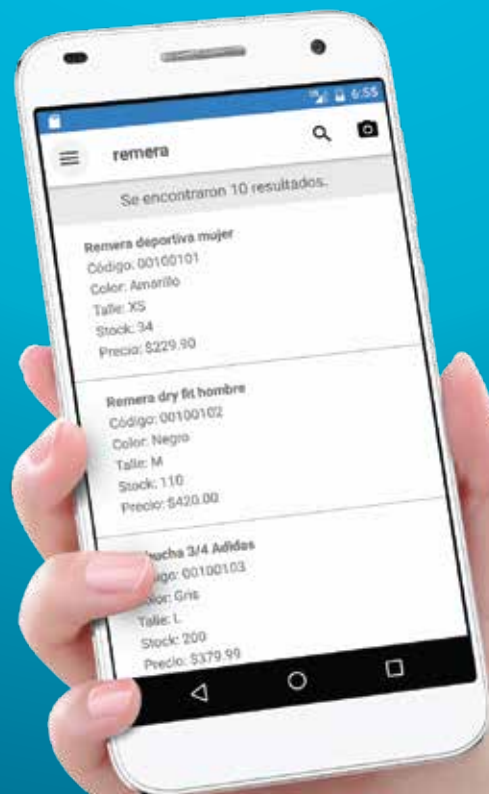 6:55
remera
Se encontraron 10 resultados.
Remera deportiva mujer
Código: 00100101
Color: Amarillo
Talle: XS
Stock: 34
Precio: $229.90
Remera dry fit hombre
Código: 00100102
Color: Negro
Talle: M
Stock: 110
Precio: $420.00
3/4 Adidas
00100103
Gris
Talle: L
Stock: 200
Precio: $379.99